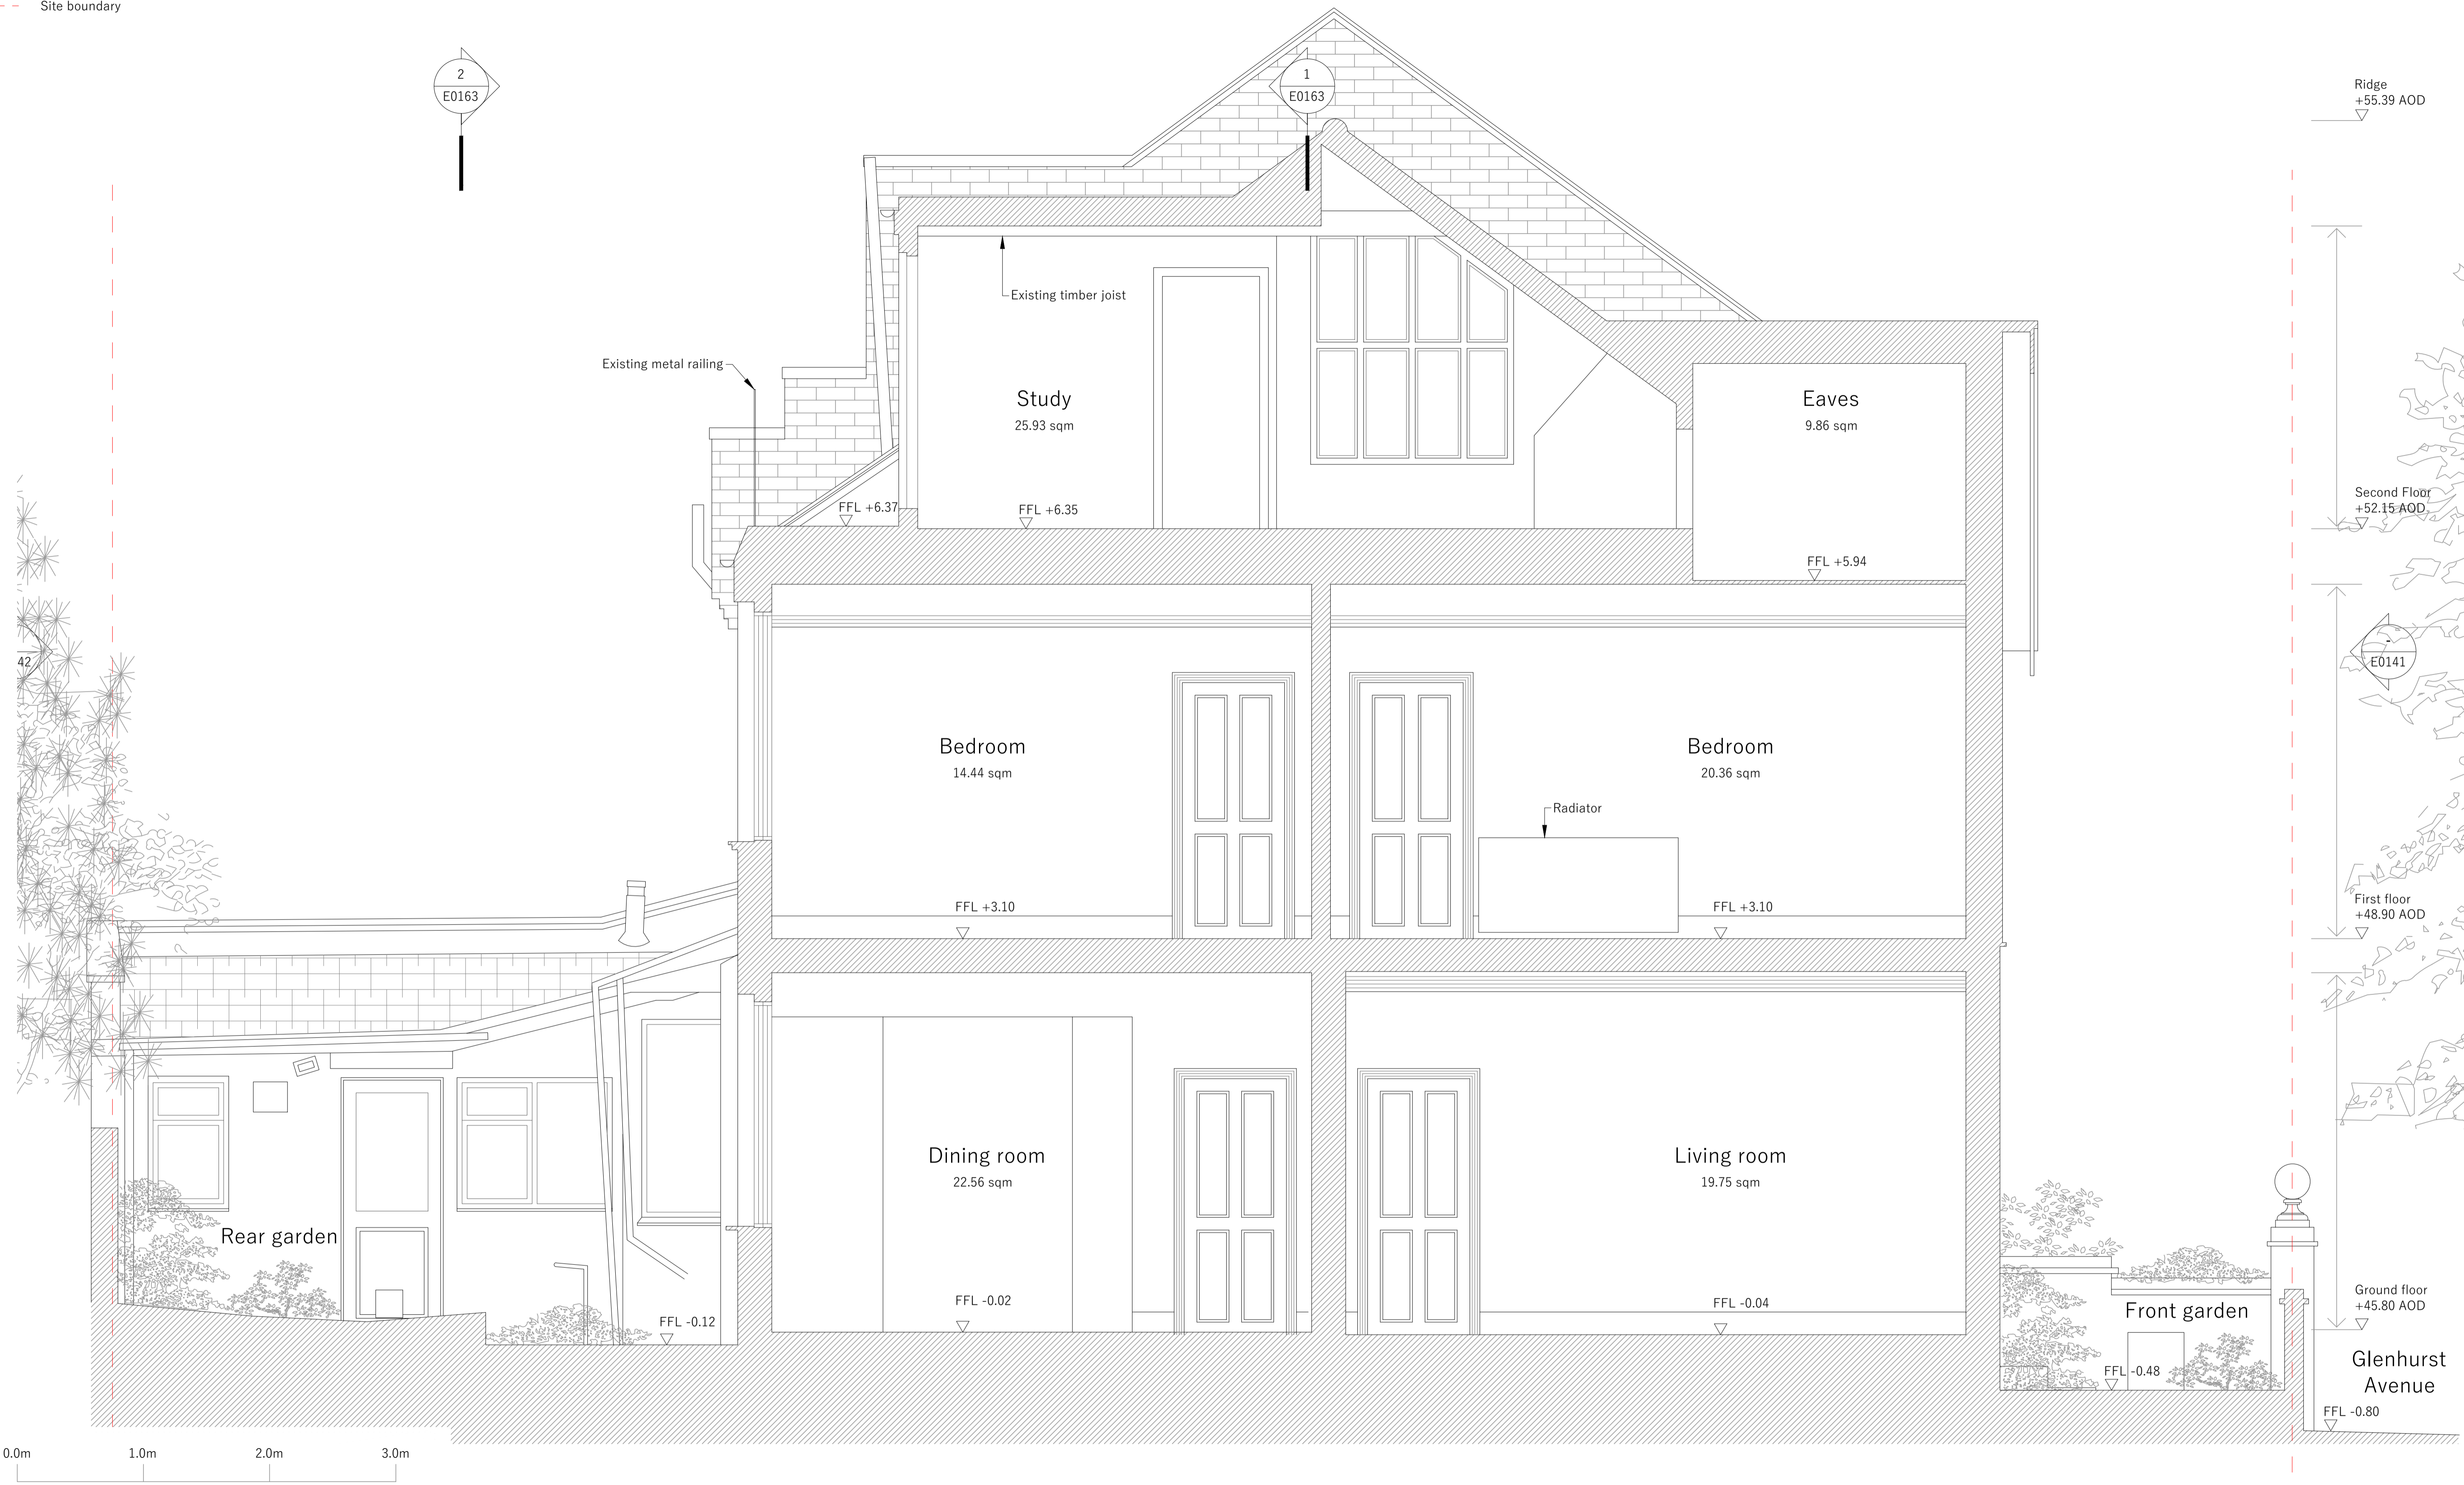 Site boundary
2
E0163
1
E0163
Ridge
+55.39 AOD
Existing timber joist
Existing metal railing
Study
25.93 sqm
Eaves
9.86 sqm
FFL +6.37
FFL +6.35
Second Floor
+52.15 AOD
FFL +5.94
42
-
E0141
Bedroom
14.44 sqm
Bedroom
20.36 sqm
Radiator
FFL +3.10
FFL +3.10
First floor
+48.90 AOD
Dining room
22.56 sqm
Living room
19.75 sqm
Rear garden
FFL -0.02
FFL -0.04
FFL -0.12
Ground floor
+45.80 AOD
Front garden
FFL -0.48
Glenhurst
Avenue
FFL -0.80
0.0m
1.0m
2.0m
3.0m